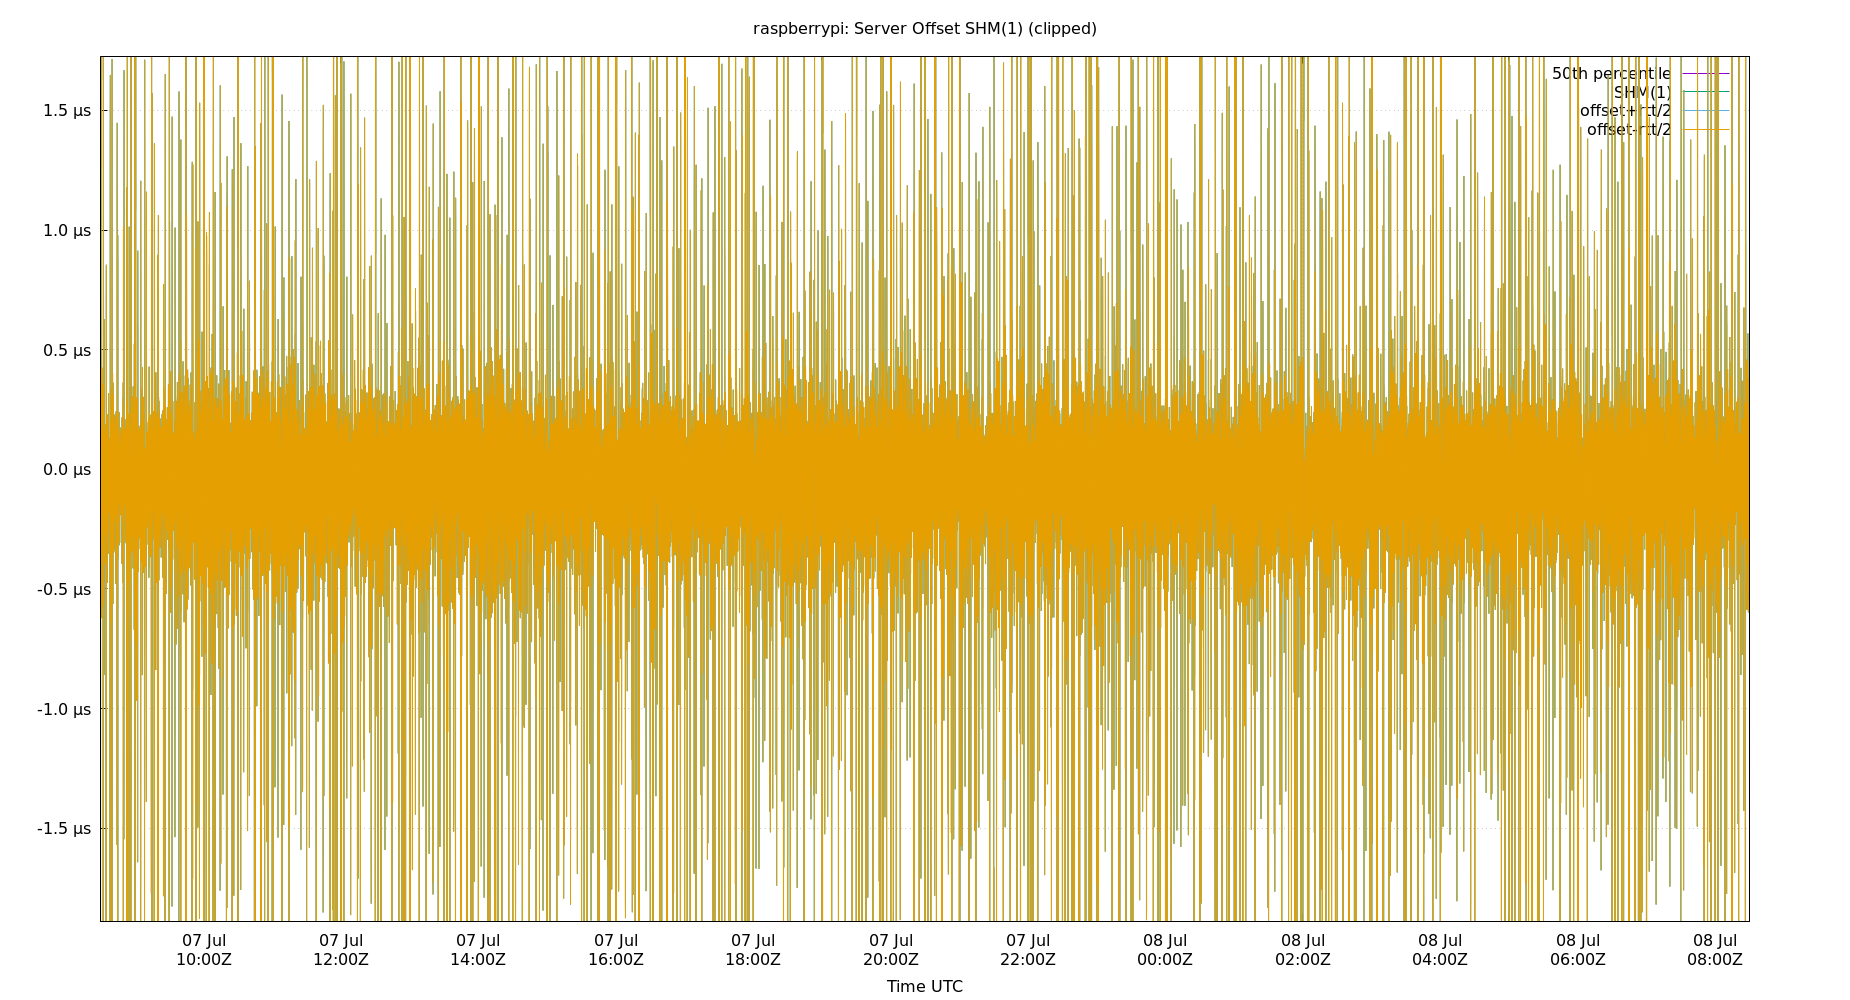 raspberrypi: Server Offset SHM(1) (clipped)
50th percentile
SHM(1)
offset+rtt/2
offset-rtt/2
1.5 µs
1.0 µs
0.5 µs
0.0 µs
-0.5 µs
-1.0 µs
-1.5 µs
07 Jul 07 Jul 07 Jul 07 Jul 07 Jul 07 Jul 07 Jul 08 Jul 08 Jul 08 Jul 08 Jul 08 Jul
10:00Z 12:00Z 14:00Z 16:00Z 18:00Z 20:00Z 22:00Z 00:00Z 02:00Z 04:00Z 06:00Z 08:00Z
Time UTC